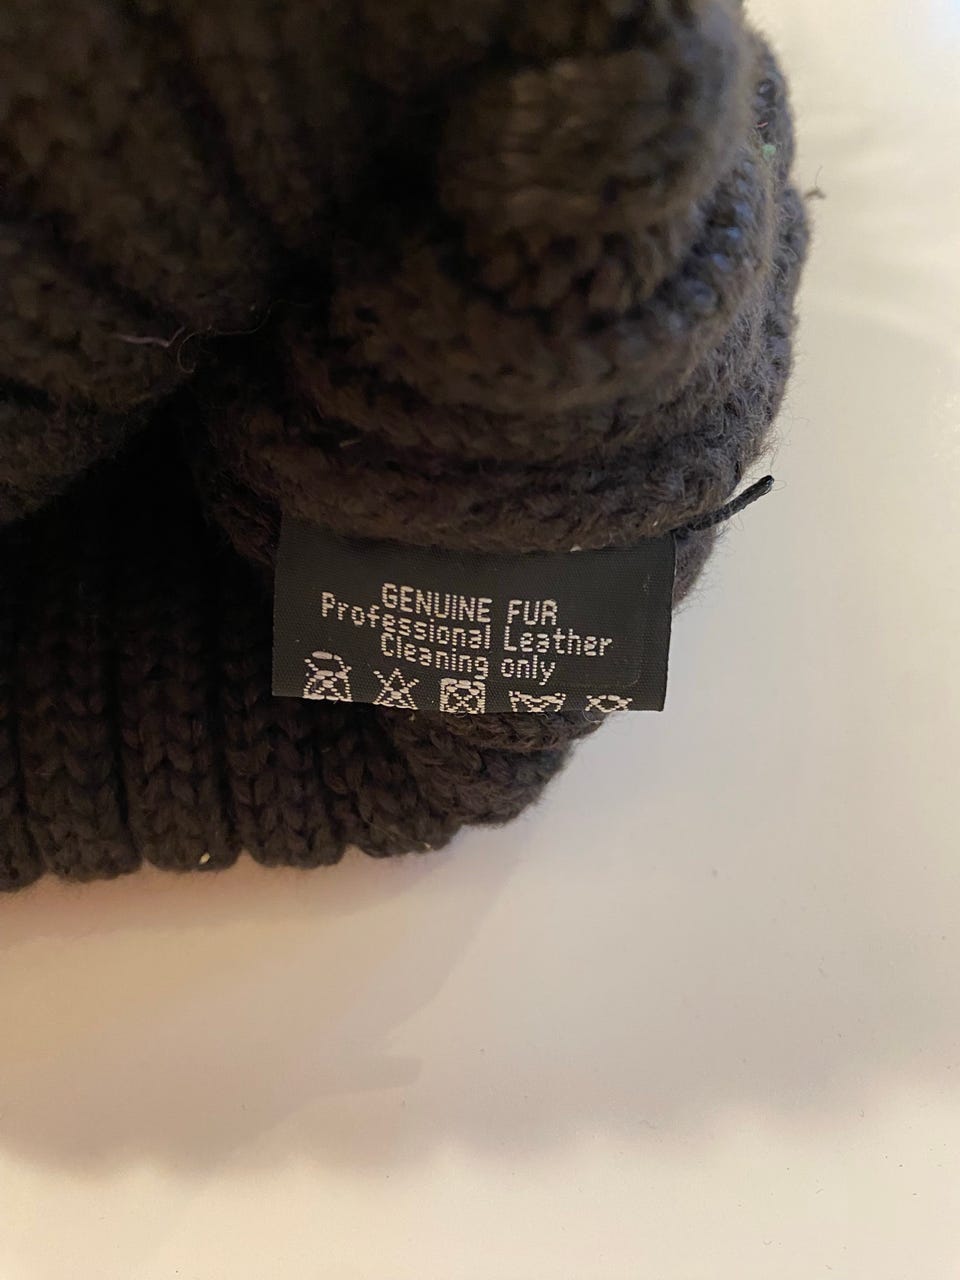 GENUINE FUR
Professional Leather
Cleaning only